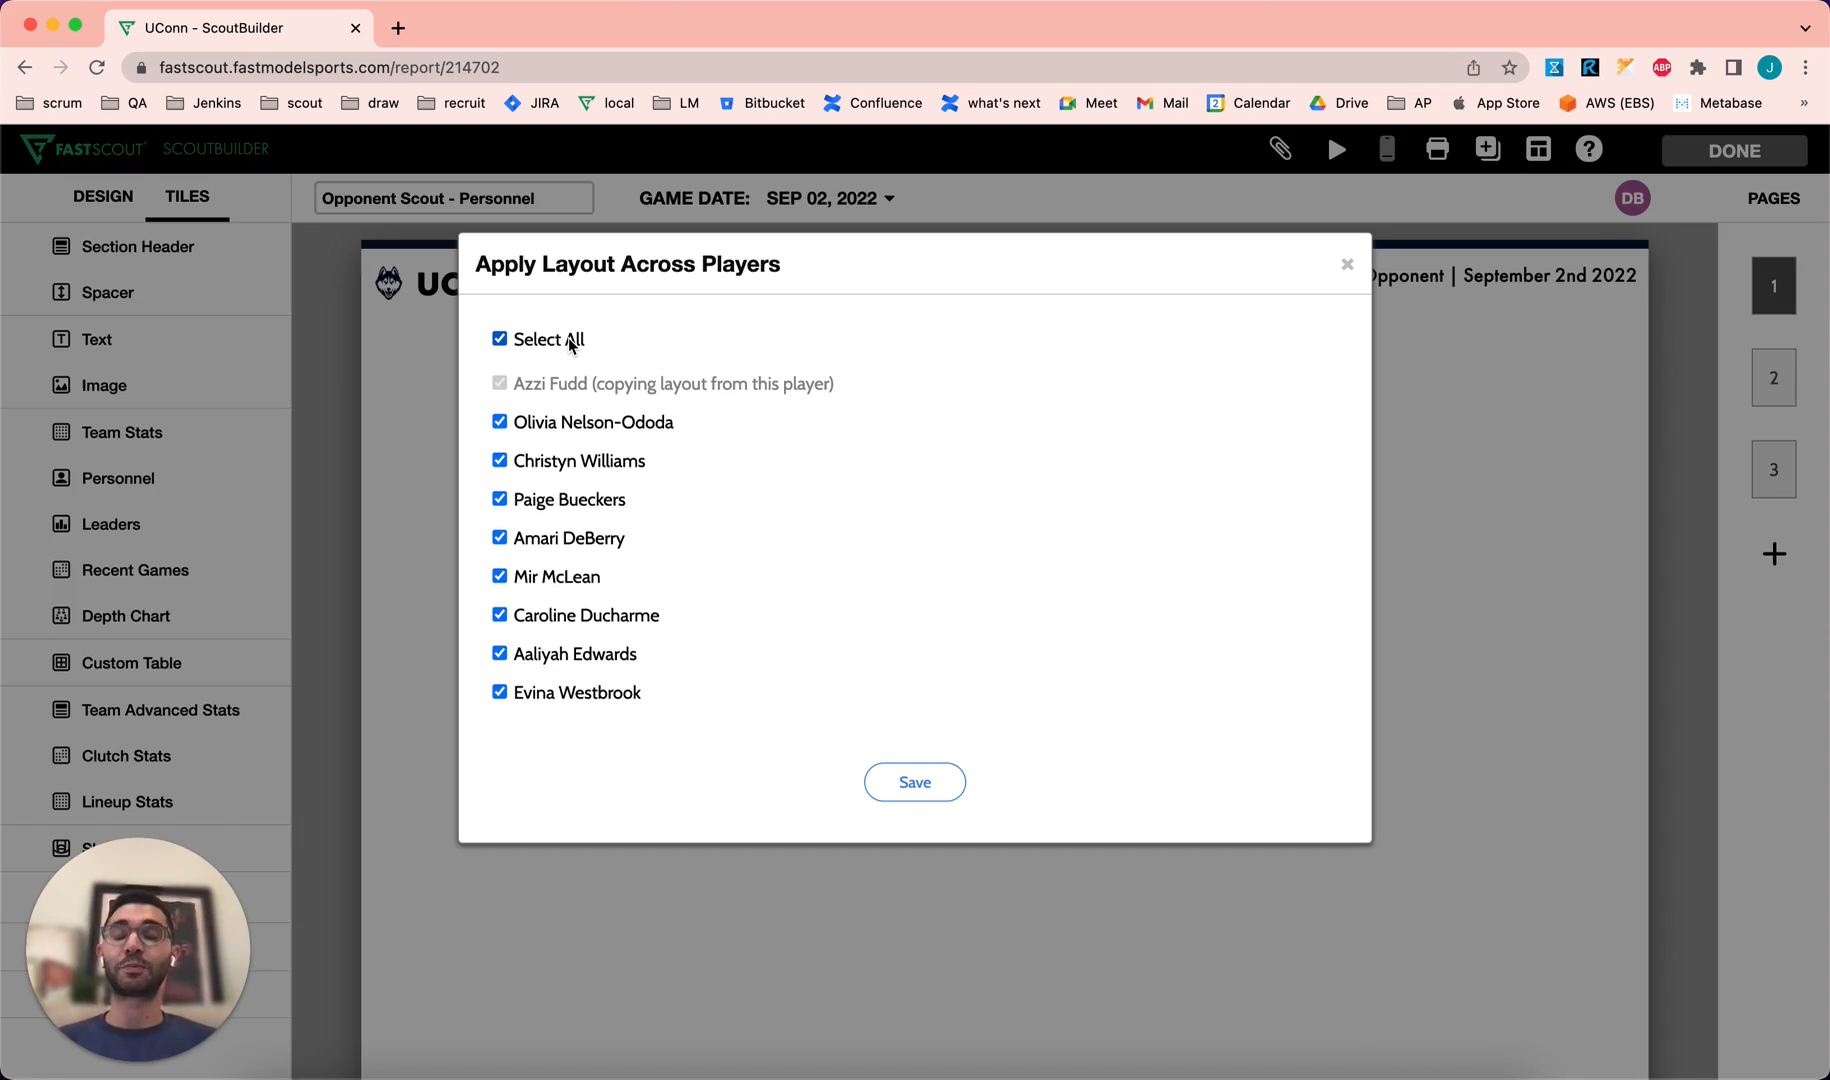 UConn - ScoutBuilder
fastscout.fastmodelsports.com/report/214702
ABP
J
scrum QA Jenkins scout draw recruit JIRA local LM Bitbucket Confluence what's next Meet Mail 2 Calendar Drive AP App Store AWS (EBS) Metabase »
FASTSCOUT SCOUTBUILDER
? DONE
DESIGN TILES
Opponent Scout - Personnel
GAME DATE: SEP 02, 2022
DB
PAGES
Section Header
Spacer
Text
Image
Team Stats
Personnel
Leaders
Recent Games
Depth Chart
Custom Table
Team Advanced Stats
Clutch Stats
Lineup Stats
UC
pponent | September 2nd 2022
Apply Layout Across Players
Select All
Azzi Fudd (copying layout from this player)
Olivia Nelson-Ododa
Christyn Williams
Paige Bueckers
Amari DeBerry
Mir McLean
Caroline Ducharme
Aaliyah Edwards
Evina Westbrook
Save
1
2
3